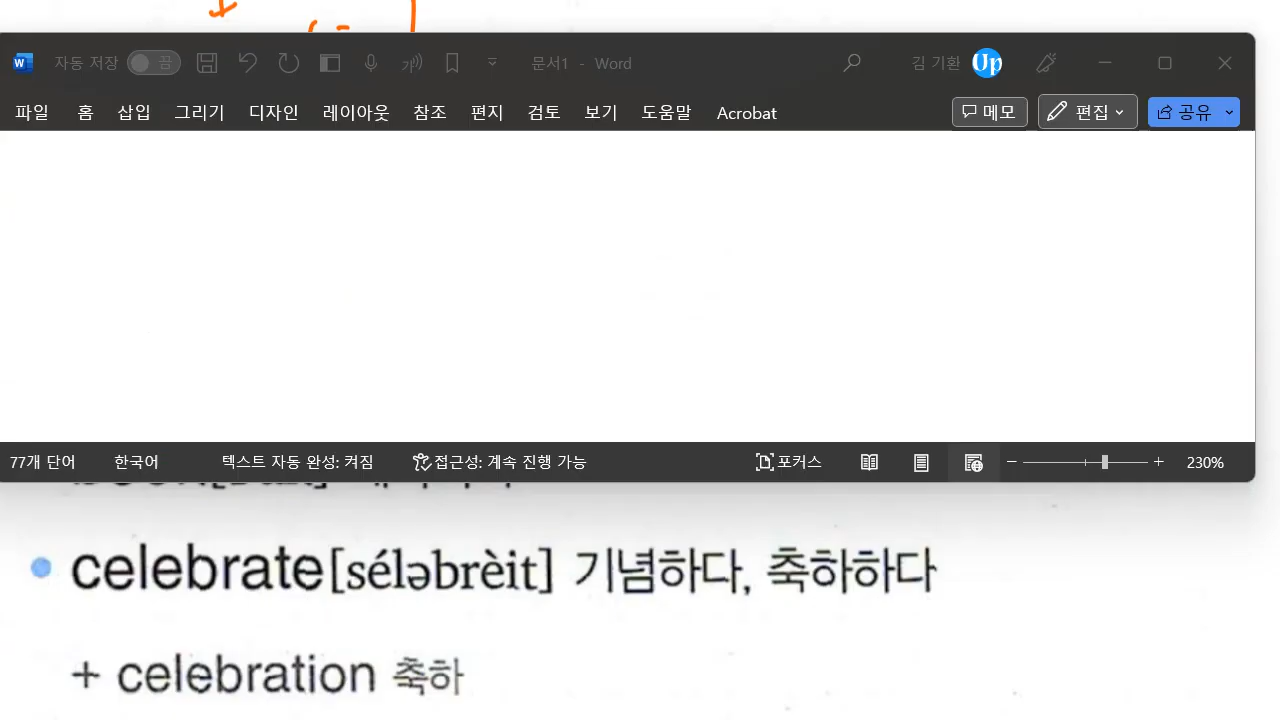 자동 저장 끔 문서1 - Word 김 기환 Up
파일 홈 삽입 그리기 디자인 레이아웃 참조 편지 검토 보기 도움말 Acrobat 메모 편집 공유
77개 단어 한국어 텍스트 자동 완성: 켜짐 접근성: 계속 진행 가능 포커스 230%
celebrate[séləbrèit] 기념하다, 축하하다
+ celebration 축하